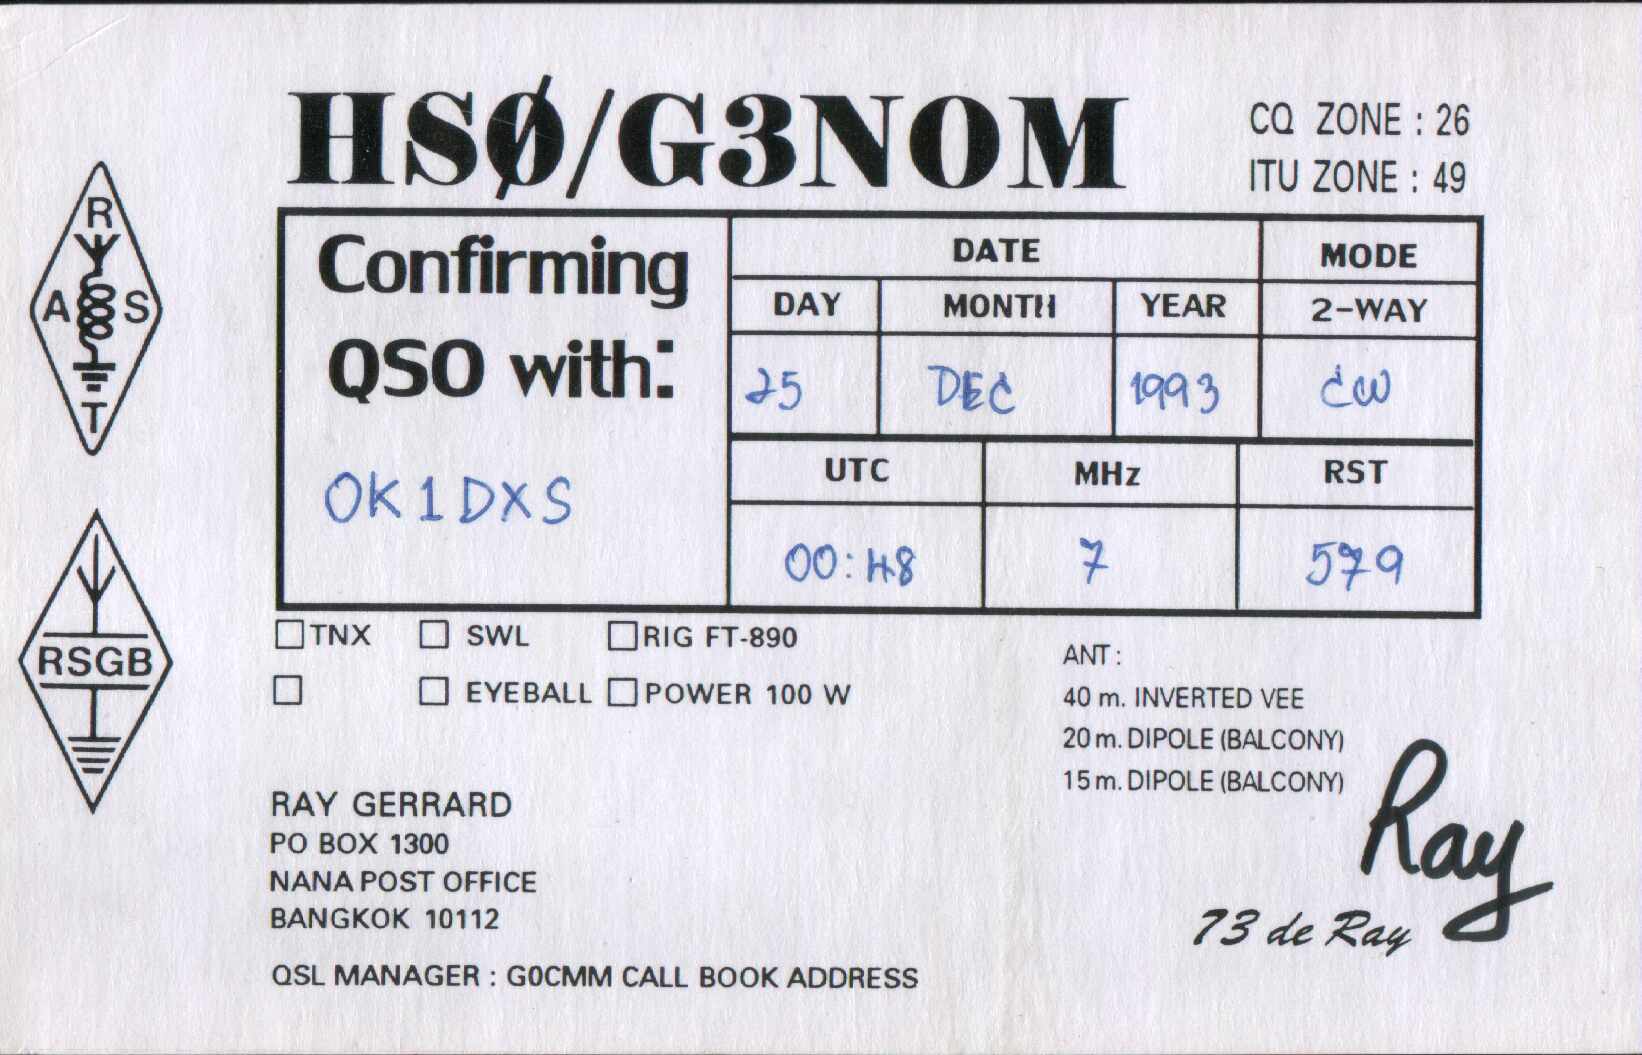 HSØ/G3NOM
CQ ZONE : 26
ITU ZONE : 49
R
A S
T
RSGB
Confirming
QSO with:
OK1DXS
DATE MODE
DAY MONTH YEAR 2-WAY
25 DEC 1993 CW
UTC MHz RST
00:48 7 579
TNX SWL RIG FT-890
EYEBALL POWER 100 W
ANT :
40 m. INVERTED VEE
20 m. DIPOLE (BALCONY)
15 m. DIPOLE (BALCONY)
RAY GERRARD
PO BOX 1300
NANA POST OFFICE
BANGKOK 10112
QSL MANAGER : G0CMM CALL BOOK ADDRESS
Ray
73 de Ray